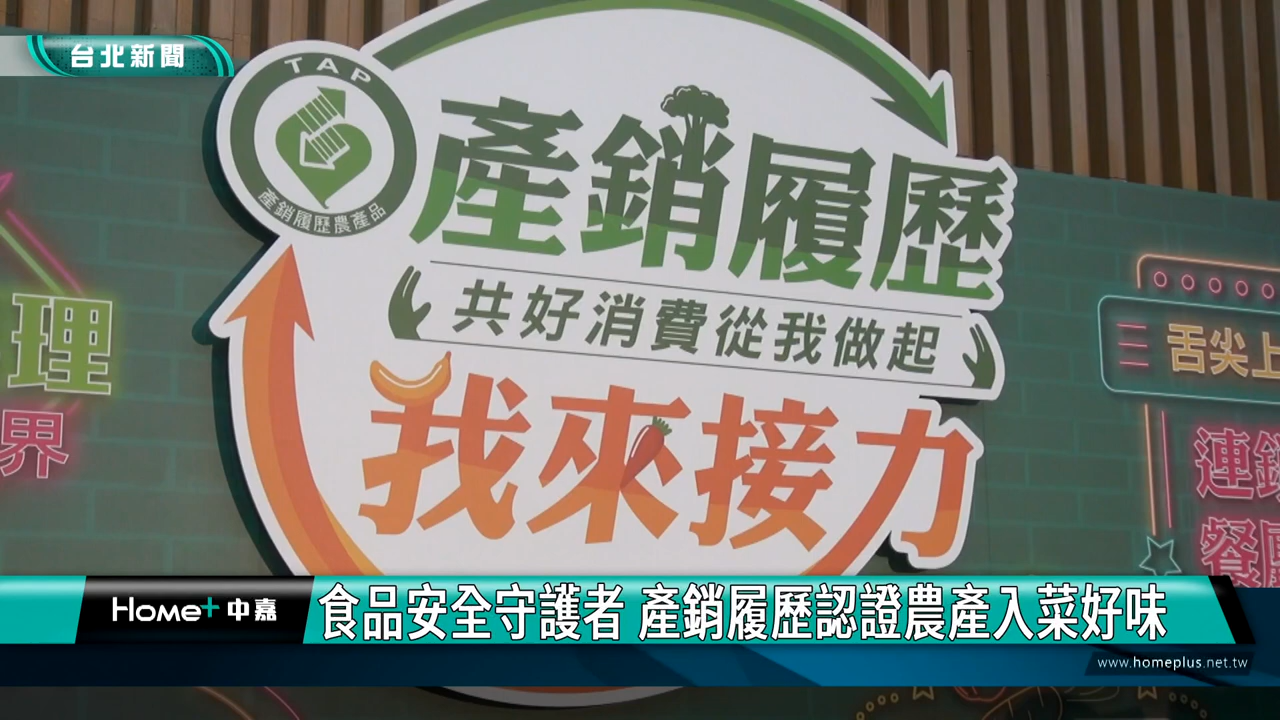 台北新聞
TAP
產銷履歷農產品
產銷履歷
共好消費從我做起
我來接力
理
界
舌尖上
連鎖
餐廳
Home+中嘉
食品安全守護者 產銷履歷認證農產入菜好味
www.homeplus.net.tw